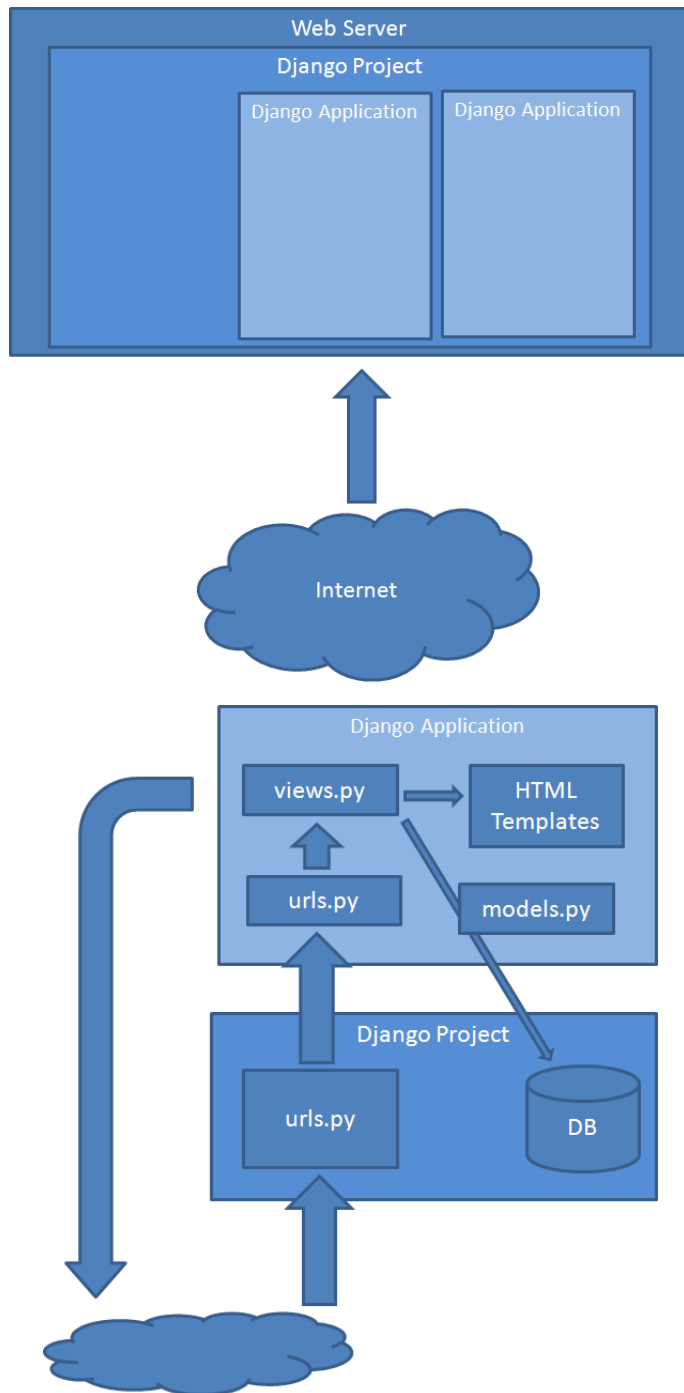 Web Server
Django Project
Django Application
Django Application
Internet
Django Application
views.py
HTML
Templates
urls.py
models.py
Django Project
urls.py
DB